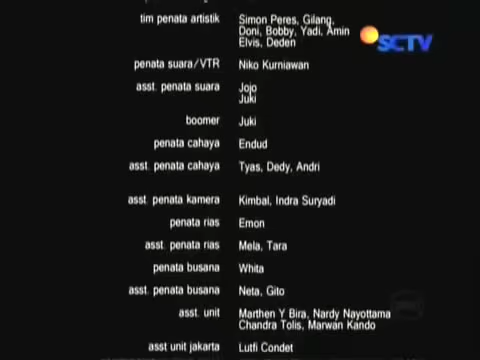 tim penata artistik Simon Peres, Gilang,
Doni, Bobby, Yadi, Amin
Elvis, Deden
SCTV
penata suara/VTR Niko Kurniawan
asst. penata suara Jojo
Juki
boomer Juki
penata cahaya Endud
asst. penata cahaya Tyas, Dedy, Andri
asst. penata kamera Kimbal, Indra Suryadi
penata rias Emon
asst. penata rias Mela, Tara
penata busana Whita
asst. penata busana Neta, Gito
asst. unit Marthen Y Bira, Nardy Nayottama
Chandra Tolis, Marwan Kando
asst unit jakarta Lutfi Condet